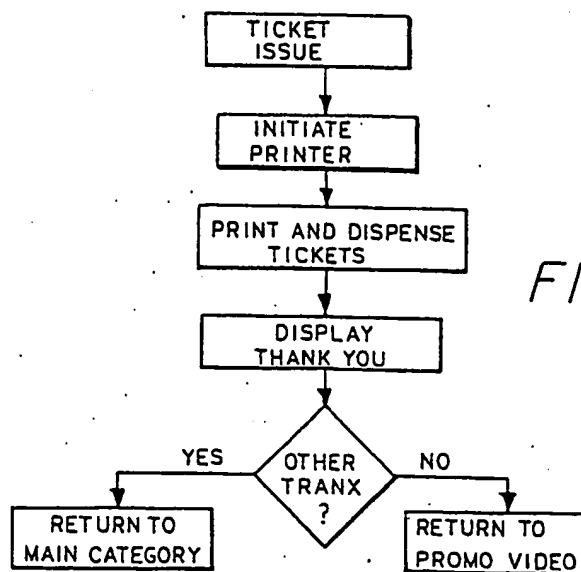 TICKET
ISSUE
INITIATE
PRINTER
PRINT AND DISPENSE
TICKETS
DISPLAY
THANK YOU
YES
OTHER
TRANX
?
NO
RETURN TO
MAIN CATEGORY
RETURN TO
PROMO VIDEO